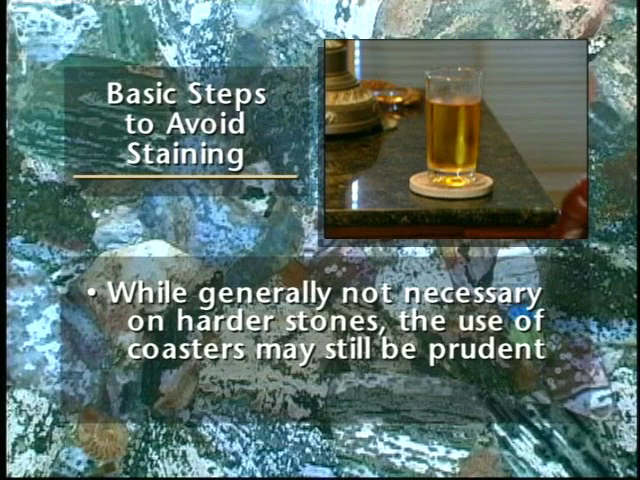 Basic Steps
to Avoid
Staining
• While generally not necessary
on harder stones, the use of
coasters may still be prudent